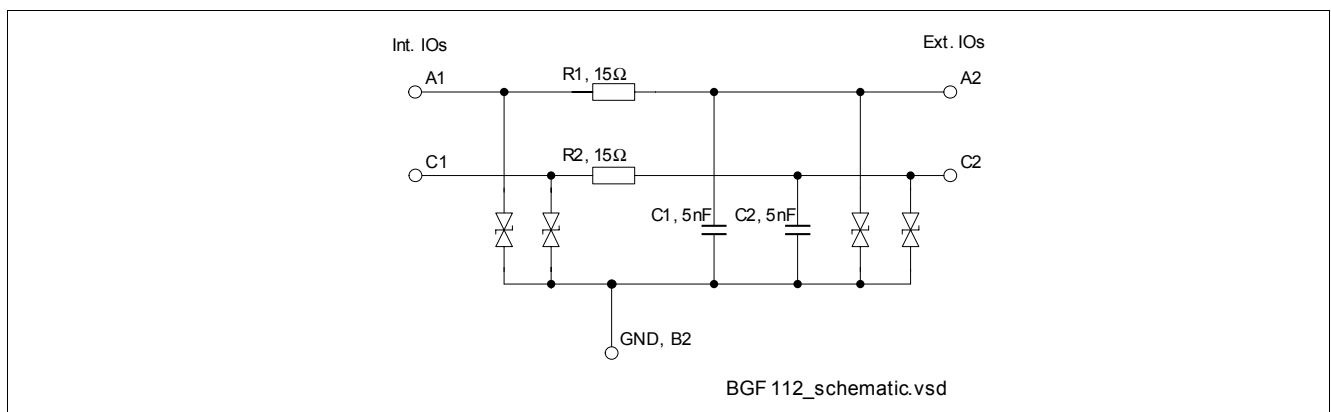 Int. IOs
Ext. IOs
A1
R1, 15Ω
A2
C1
R2, 15Ω
C2
C1, 5nF
C2, 5nF
GND, B2
BGF 112_schematic.vsd